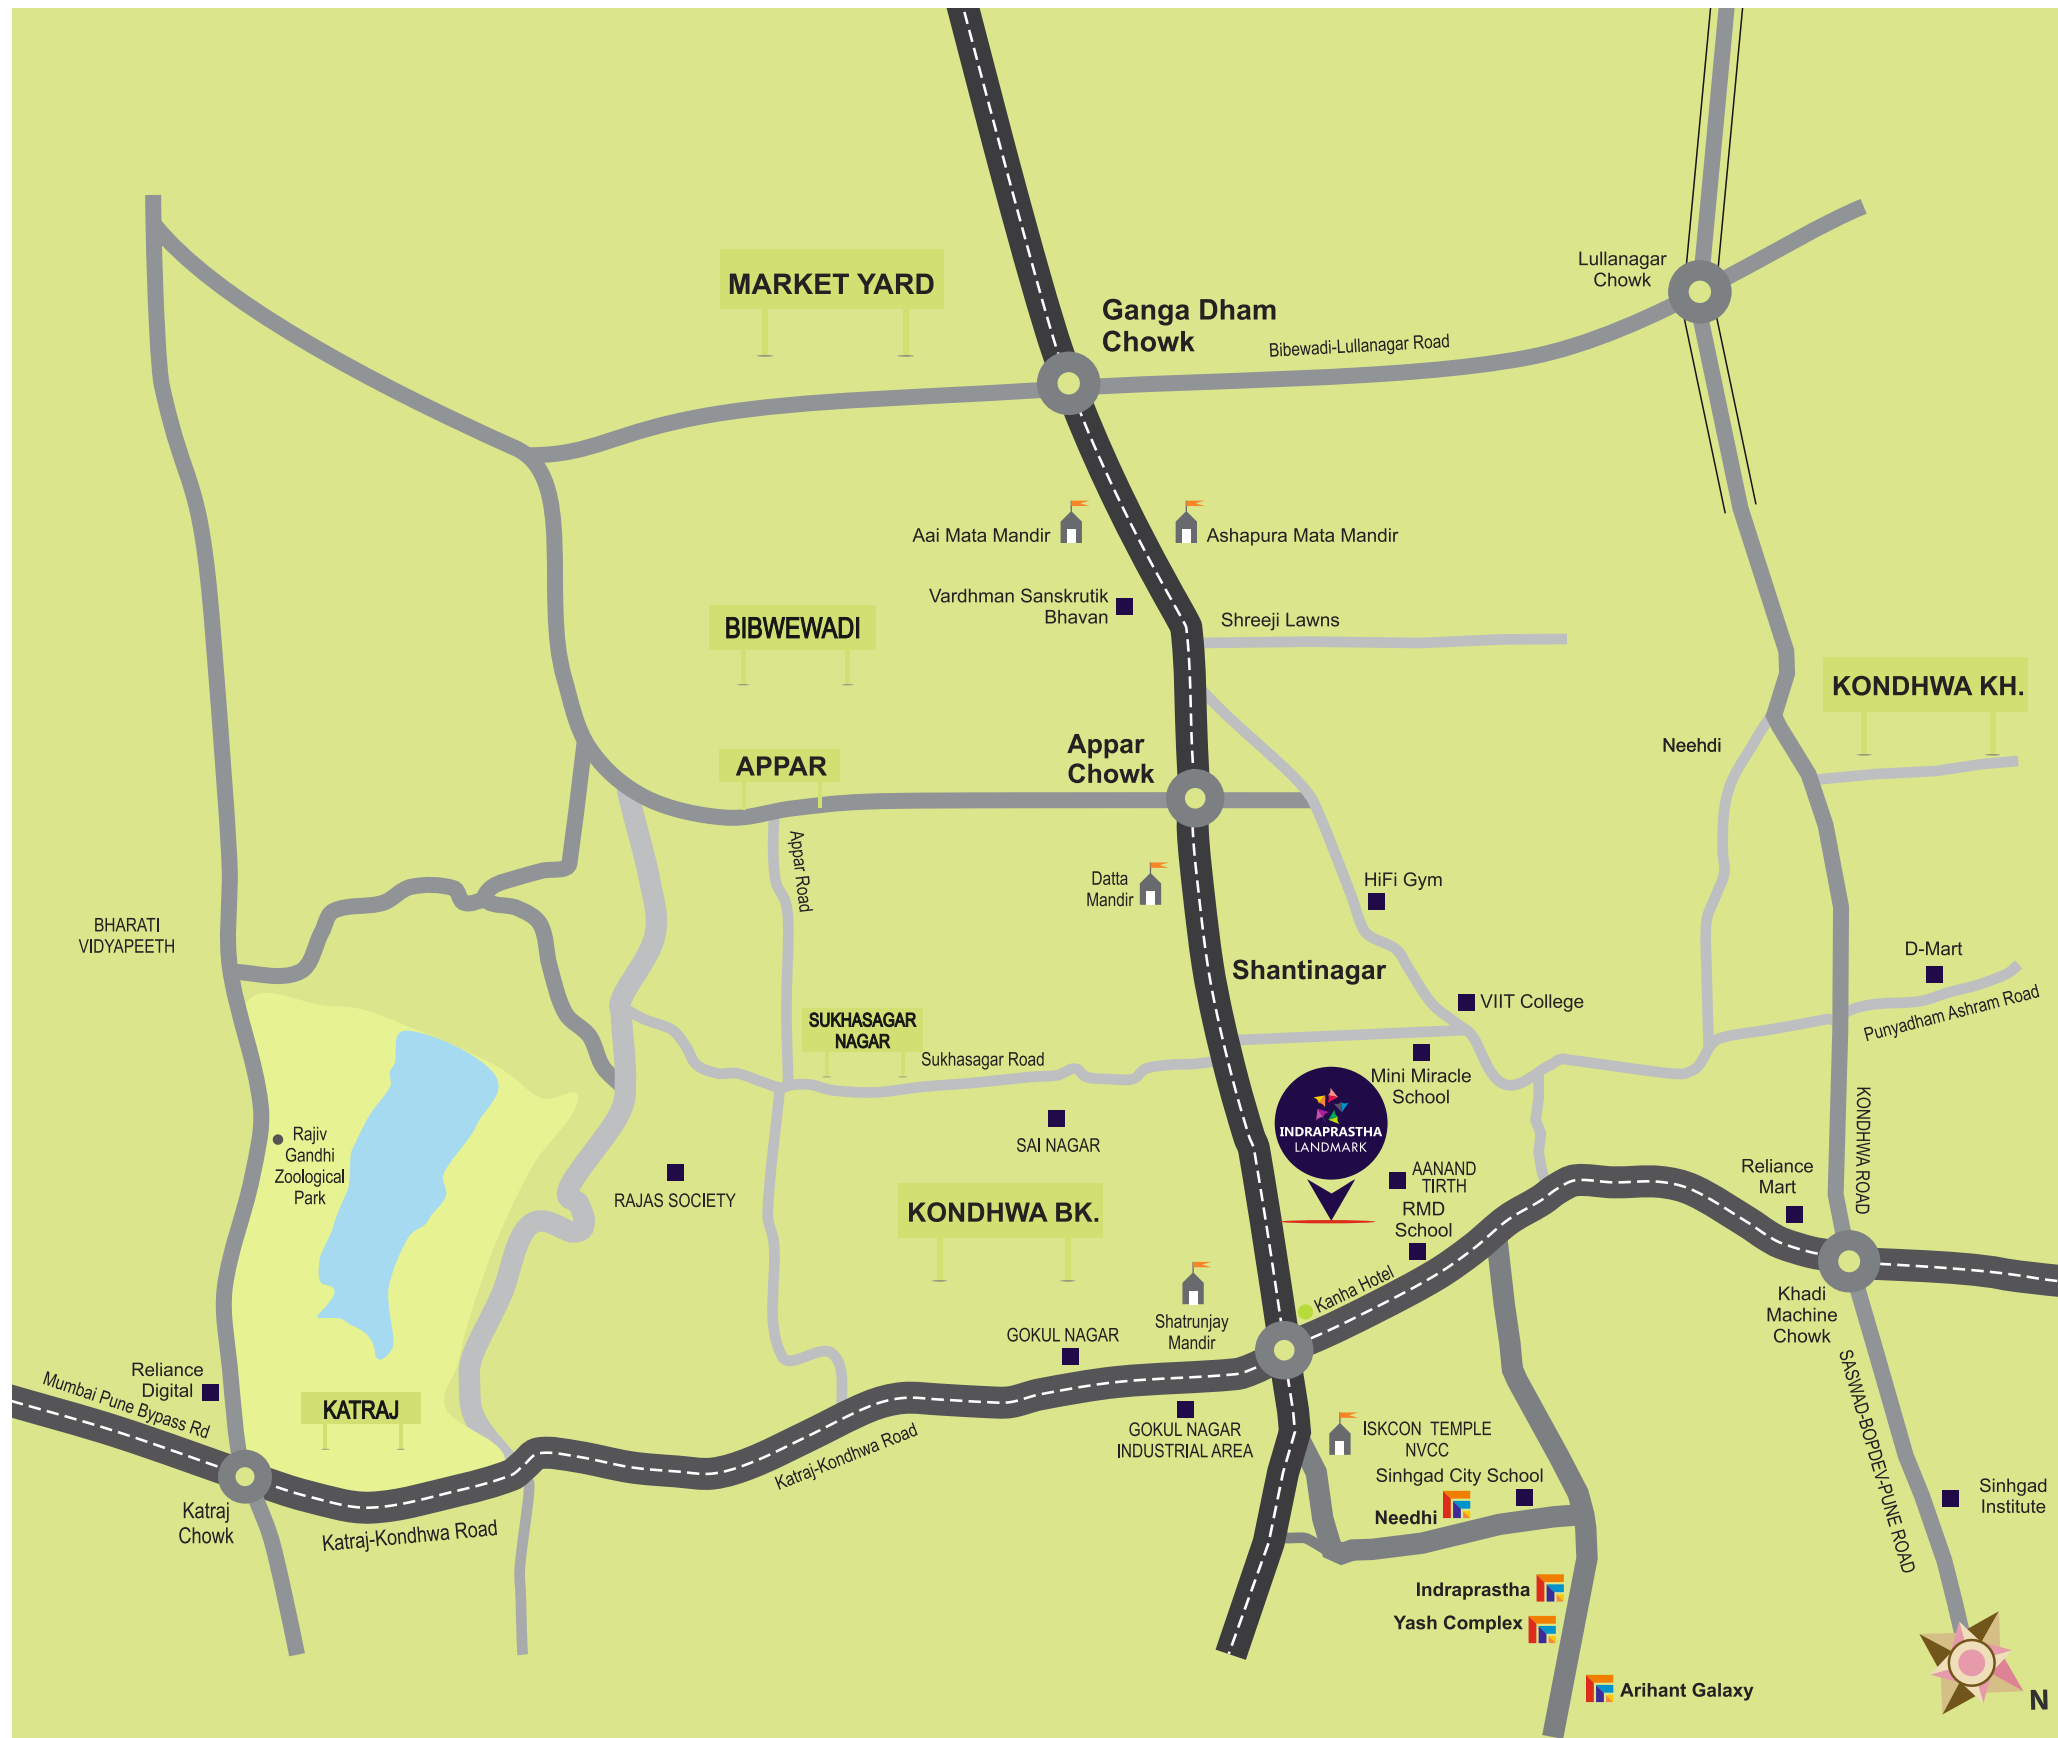 Lullanagar
Chowk
MARKET YARD
Ganga Dham
Chowk
Bibewadi-Lullanagar Road
Aai Mata Mandir
Ashapura Mata Mandir
Vardhman Sanskrutik
Bhavan
Shreeji Lawns
BIBWEWADI
KONDHWA KH.
Neehdi
Appar
Chowk
APPAR
Appar Road
Datta
Mandir
HiFi Gym
BHARATI
VIDYAPEETH
Shantinagar
D-Mart
VIIT College
Punyadham Ashram Road
SUKHASAGAR
NAGAR
Sukhasagar Road
Mini Miracle
School
INDRAPRASTHA
LANDMARK
Rajiv
Gandhi
Zoological
Park
SAI NAGAR
RAJAS SOCIETY
AANAND
TIRTH
RMD
School
Reliance
Mart
KONDHWA ROAD
KONDHWA BK.
Kanha Hotel
Khadi
Machine
Chowk
Shatrunjay
Mandir
GOKUL NAGAR
Reliance
Digital
Mumbai Pune Bypass Rd
KATRAJ
GOKUL NAGAR
INDUSTRIAL AREA
ISKCON TEMPLE
NVCC
SASWAD-BOPDEV-PUNE ROAD
Katraj-Kondhwa Road
Sinhgad City School
Needhi
Sinhgad
Institute
Katraj
Chowk
Katraj-Kondhwa Road
Indraprastha
Yash Complex
Arihant Galaxy
N